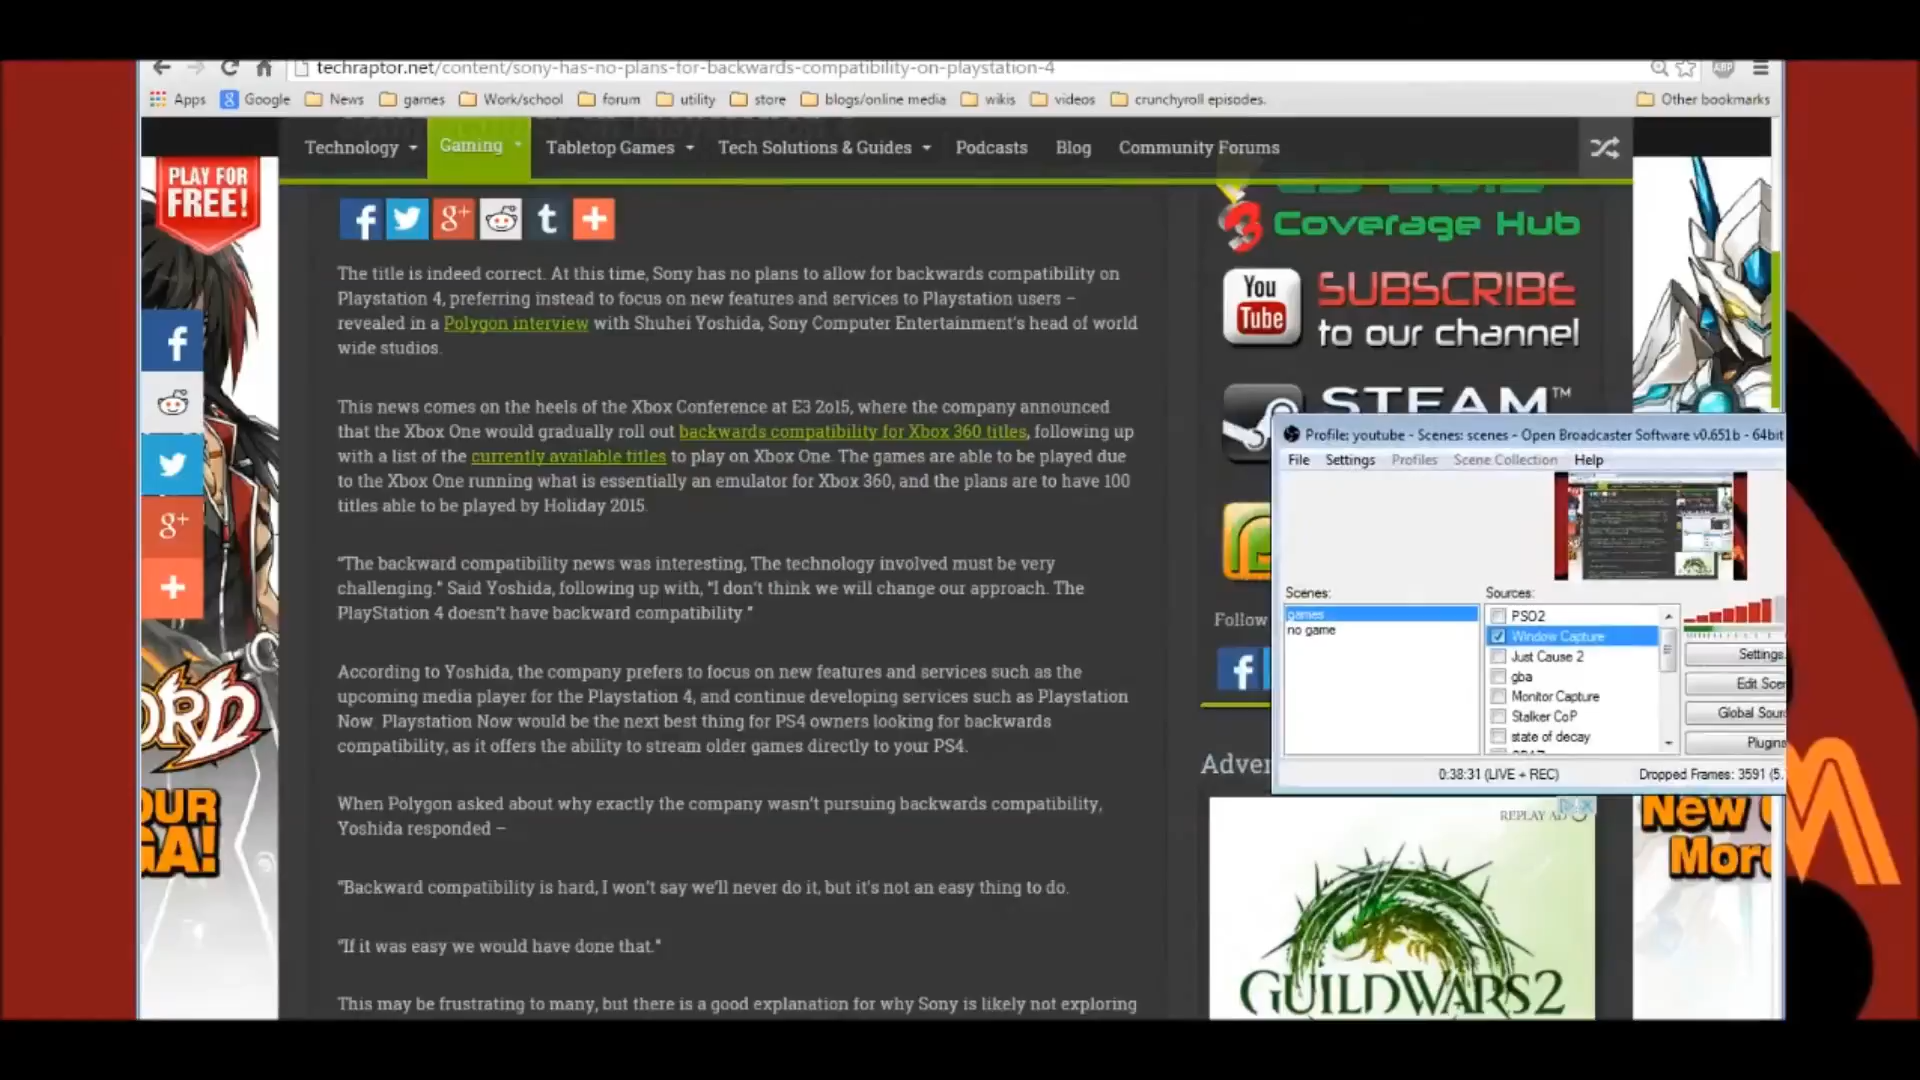 techraptor.net/content/sony-has-no-plans-for-backwards-compatibility-on-playstation-4
Apps Google News games Work/school forum utility store blogs/online media wikis videos crunchyroll episodes. Other bookmarks
Technology Gaming Tabletop Games Tech Solutions & Guides Podcasts Blog Community Forums
PLAY FOR
FREE!
f g+ t +
The title is indeed correct. At this time, Sony has no plans to allow for backwards compatibility on
Playstation 4, preferring instead to focus on new features and services to Playstation users –
revealed in a Polygon interview with Shuhei Yoshida, Sony Computer Entertainment's head of world
wide studios.
This news comes on the heels of the Xbox Conference at E3 2o15, where the company announced
that the Xbox One would gradually roll out backwards compatibility for Xbox 360 titles, following up
with a list of the currently available titles to play on Xbox One. The games are able to be played due
to the Xbox One running what is essentially an emulator for Xbox 360, and the plans are to have 100
titles able to be played by Holiday 2015.
"The backward compatibility news was interesting, The technology involved must be very
challenging." Said Yoshida, following up with, "I don't think we will change our approach. The
PlayStation 4 doesn't have backward compatibility "
According to Yoshida, the company prefers to focus on new features and services such as the
upcoming media player for the Playstation 4, and continue developing services such as Playstation
Now. Playstation Now would be the next best thing for PS4 owners looking for backwards
compatibility, as it offers the ability to stream older games directly to your PS4.
When Polygon asked about why exactly the company wasn't pursuing backwards compatibility,
Yoshida responded –
"Backward compatibility is hard, I won't say we'll never do it, but it's not an easy thing to do.
"If it was easy we would have done that."
This may be frustrating to many, but there is a good explanation for why Sony is likely not exploring
f
g+
+
ORD
OUR
GA!
Coverage Hub
You
Tube
SUBSCRIBE
to our channel
STEAM™
Follow
f
Profile: youtube - Scenes: scenes - Open Broadcaster Software v0.651b - 64bit
File Settings Profiles Scene Collection Help
Scenes:
games
no game
Sources:
PSO2
Window Capture
Just Cause 2
gba
Monitor Capture
Stalker CoP
state of decay
Settings
Edit Scen
Global Sour
Plugins
0:38:31 (LIVE + REC) Dropped Frames: 3591 (5.
Adver
REPLAY AD
GUILD WARS 2
New
More